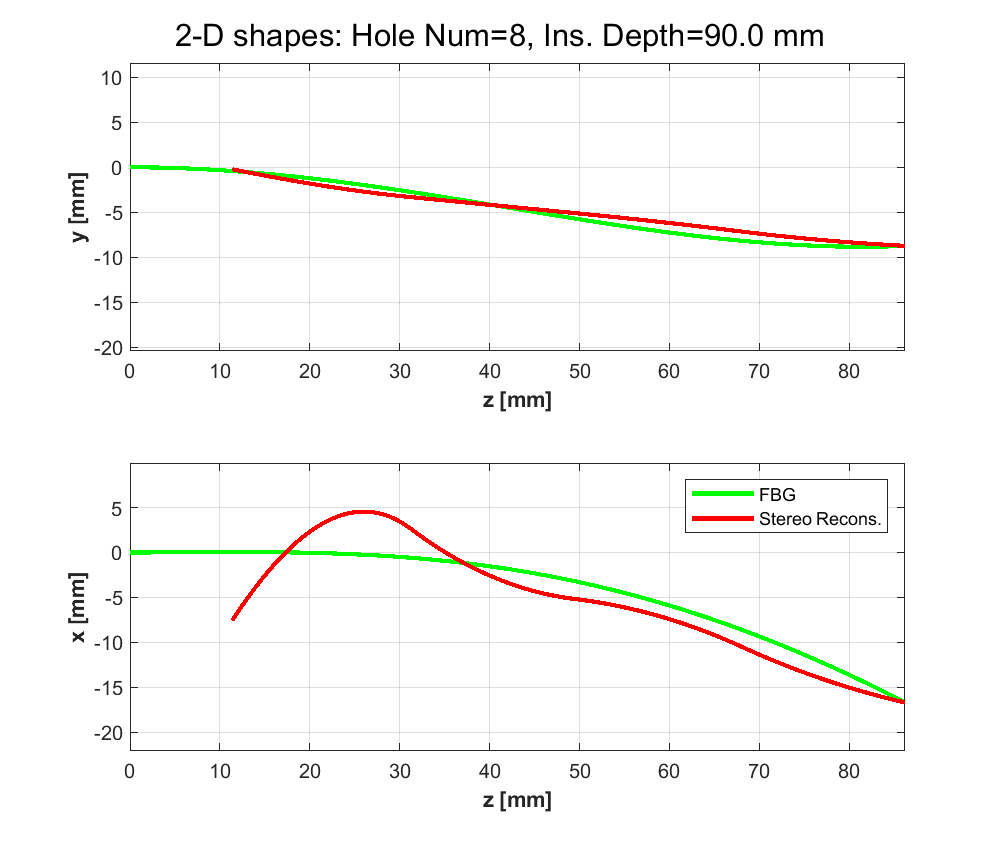 2-D shapes: Hole Num=8, Ins. Depth=90.0 mm
10
5
0
-5
-10
-15
-20
y [mm]
0 10 20 30 40 50 60 70 80
z [mm]
5
0
-5
-10
-15
-20
x [mm]
FBG
Stereo Recons.
0 10 20 30 40 50 60 70 80
z [mm]